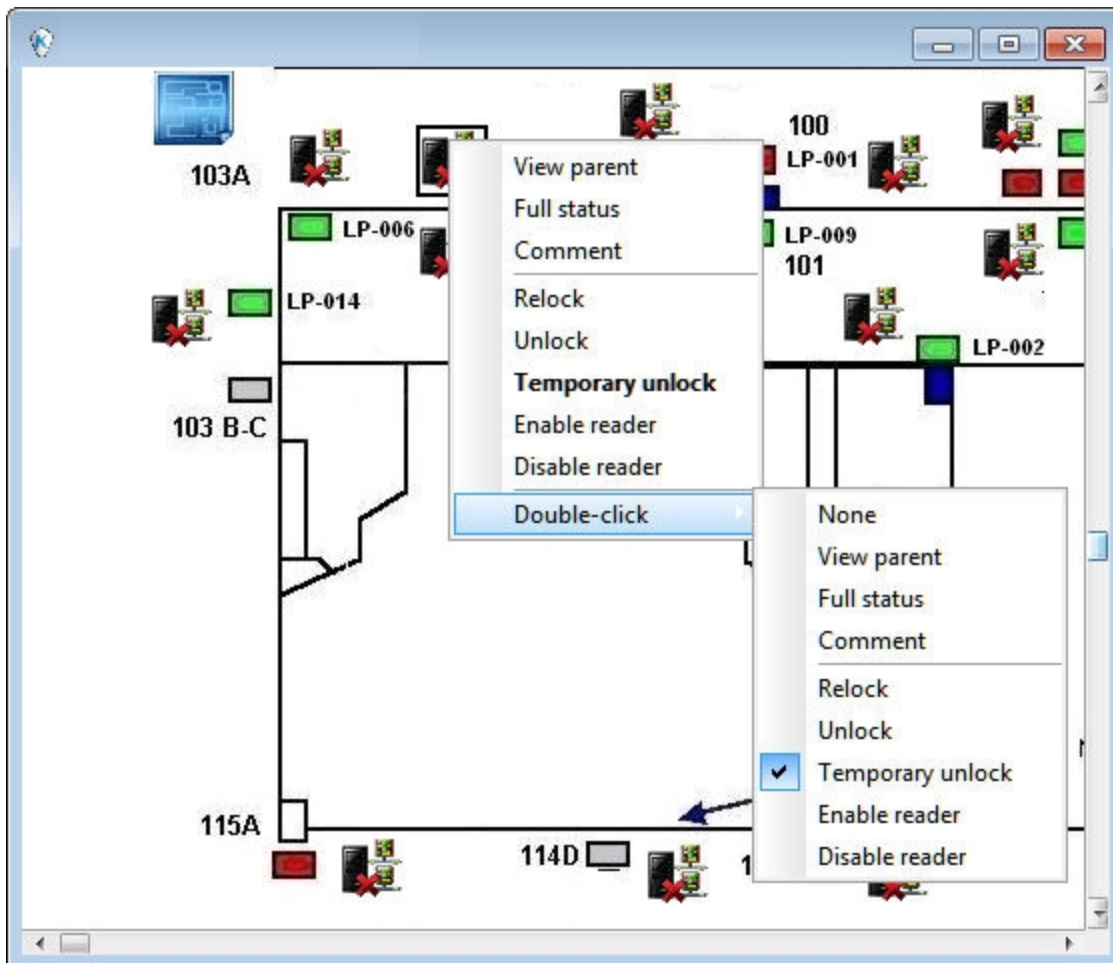 103A
100
LP-001
LP-006
LP-009
101
LP-014
LP-002
103 B-C
View parent
Full status
Comment
Relock
Unlock
Temporary unlock
Enable reader
Disable reader
Double-click
None
View parent
Full status
Comment
Relock
Unlock
Temporary unlock
Enable reader
Disable reader
115A
114D